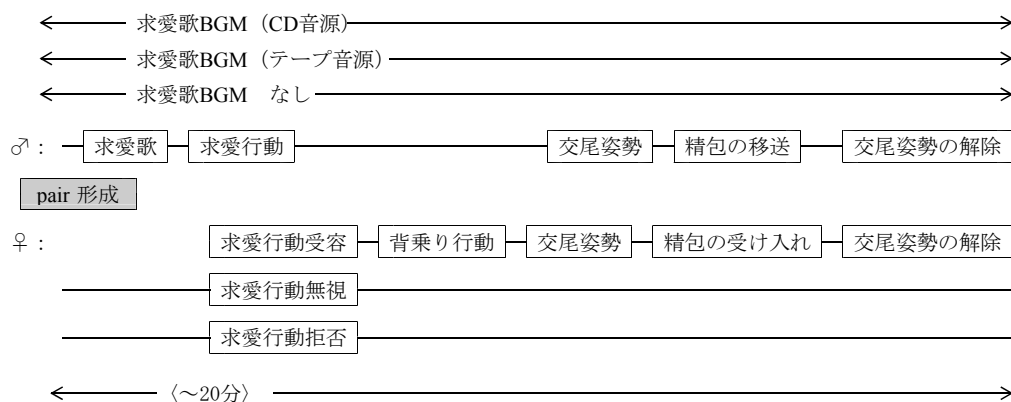 求愛歌BGM（CD音源）
求愛歌BGM（テープ音源）
求愛歌BGM　なし
♂： 求愛歌 求愛行動 交尾姿勢 精包の移送 交尾姿勢の解除
pair 形成
♀： 求愛行動受容 背乗り行動 交尾姿勢 精包の受け入れ 交尾姿勢の解除
求愛行動無視
求愛行動拒否
〈～20分〉